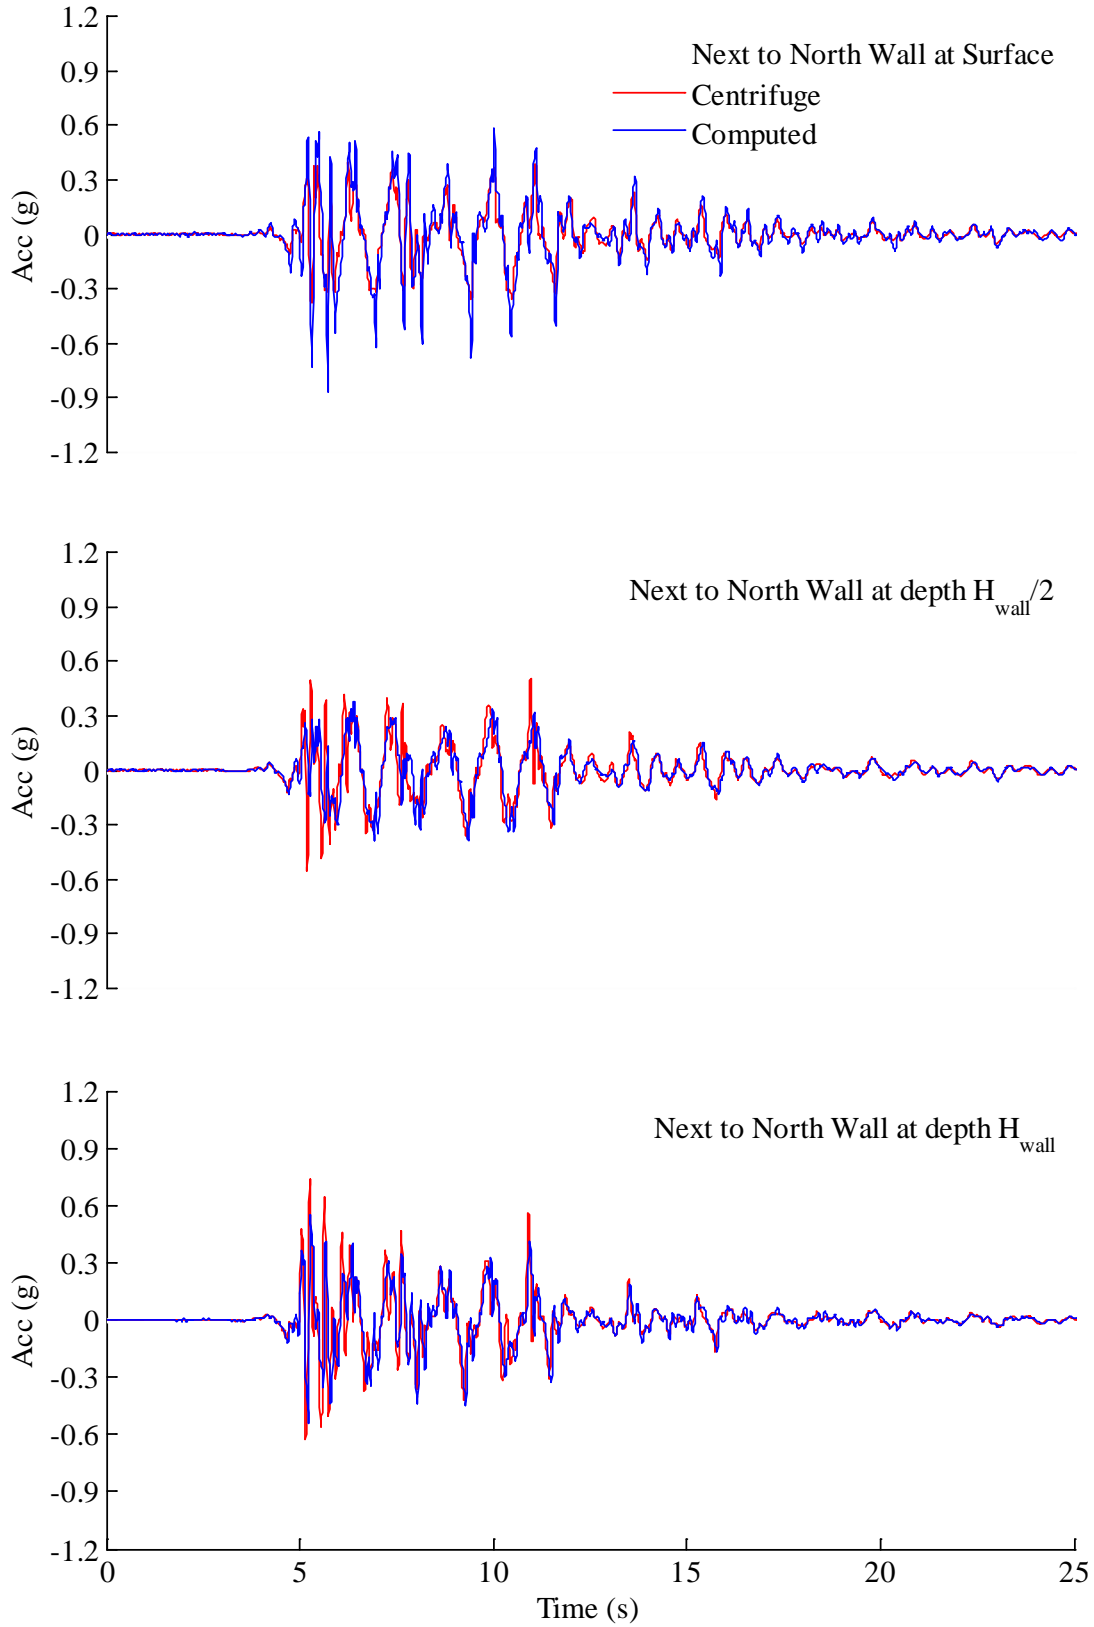 1.2
0.9
0.6
0.3
0
-0.3
-0.6
-0.9
-1.2
Acc (g)
Next to North Wall at Surface
Centrifuge
Computed
1.2
0.9
0.6
0.3
0
-0.3
-0.6
-0.9
-1.2
Acc (g)
Next to North Wall at depth H_wall/2
1.2
0.9
0.6
0.3
0
-0.3
-0.6
-0.9
-1.2
Acc (g)
Next to North Wall at depth H_wall
0 5 10 15 20 25
Time (s)